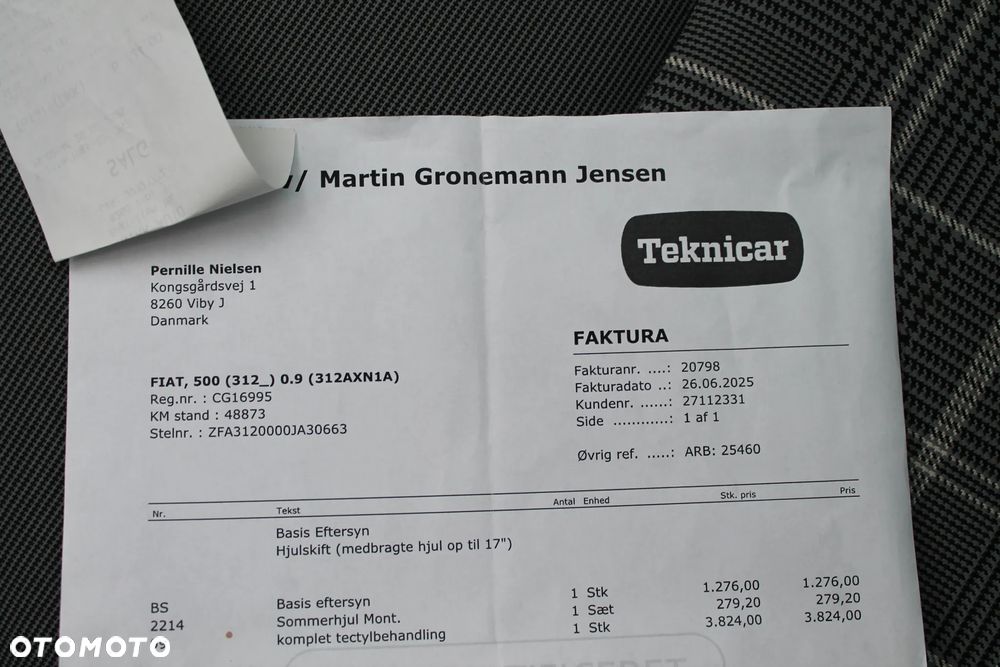 / Martin Gronemann Jensen
Teknicar
Pernille Nielsen
Kongsgårdsvej 1
8260 Viby J
Danmark
FAKTURA
Fakturanr. ....: 20798
Fakturadato ..: 26.06.2025
Kundenr. ......: 27112331
Side ............: 1 af 1
Øvrig ref. .....: ARB: 25460
FIAT, 500 (312_) 0.9 (312AXN1A)
Reg.nr. : CG16995
KM stand : 48873
Stelnr. : ZFA3120000JA30663
Nr. Tekst Antal Enhed Stk. pris Pris
Basis Eftersyn
Hjulskift (medbragte hjul op til 17")
BS Basis eftersyn 1 Stk 1.276,00 1.276,00
2214 Sommerhjul Mont. 1 Sæt 279,20 279,20
komplet tectylbehandling 1 Stk 3.824,00 3.824,00
OTOMOTO